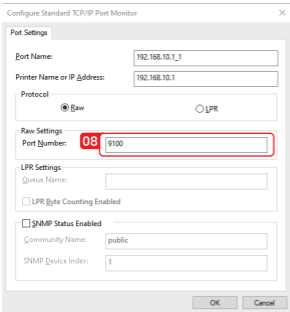 Configure Standard TCP/IP Port Monitor
Port Settings
Port Name: 192.168.10.1_1
Printer Name or IP Address: 192.168.10.1
Protocol
Raw LPR
Raw Settings
Port Number: 08 9100
LPR Settings
Queue Name:
LPR Byte Counting Enabled
SNMP Status Enabled
Community Name: public
SNMP Device Index: 1
OK Cancel